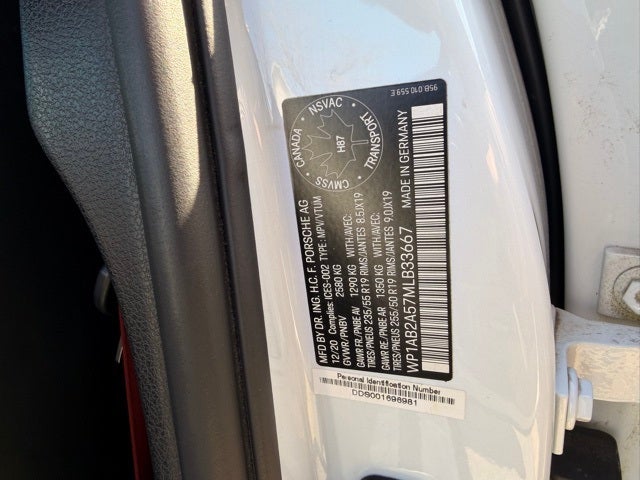 95B.010.559 E
CANADA NSVAC
H87
CMVSS TRANSPORT
MFD BY DR. ING. H.C. F. PORSCHE AG
12/20 Complies: ICES-002 TYPE : MPV/VTUM
GVWR/PNBV 2580 KG
GAWR FR./PNBE AV 1290 KG WITH/AVEC:
TIRES/PNEUS 235/55 R19 RIMS/JANTES 8.5JX19
GAWR RE./PNBE AR 1350 KG WITH/AVEC:
TIRES/PNEUS 255/50 R19 RIMS/JANTES 9.0JX19
MADE IN GERMANY
WP1AB2A57MLB33667
Personal Identification Number
DDS001696981